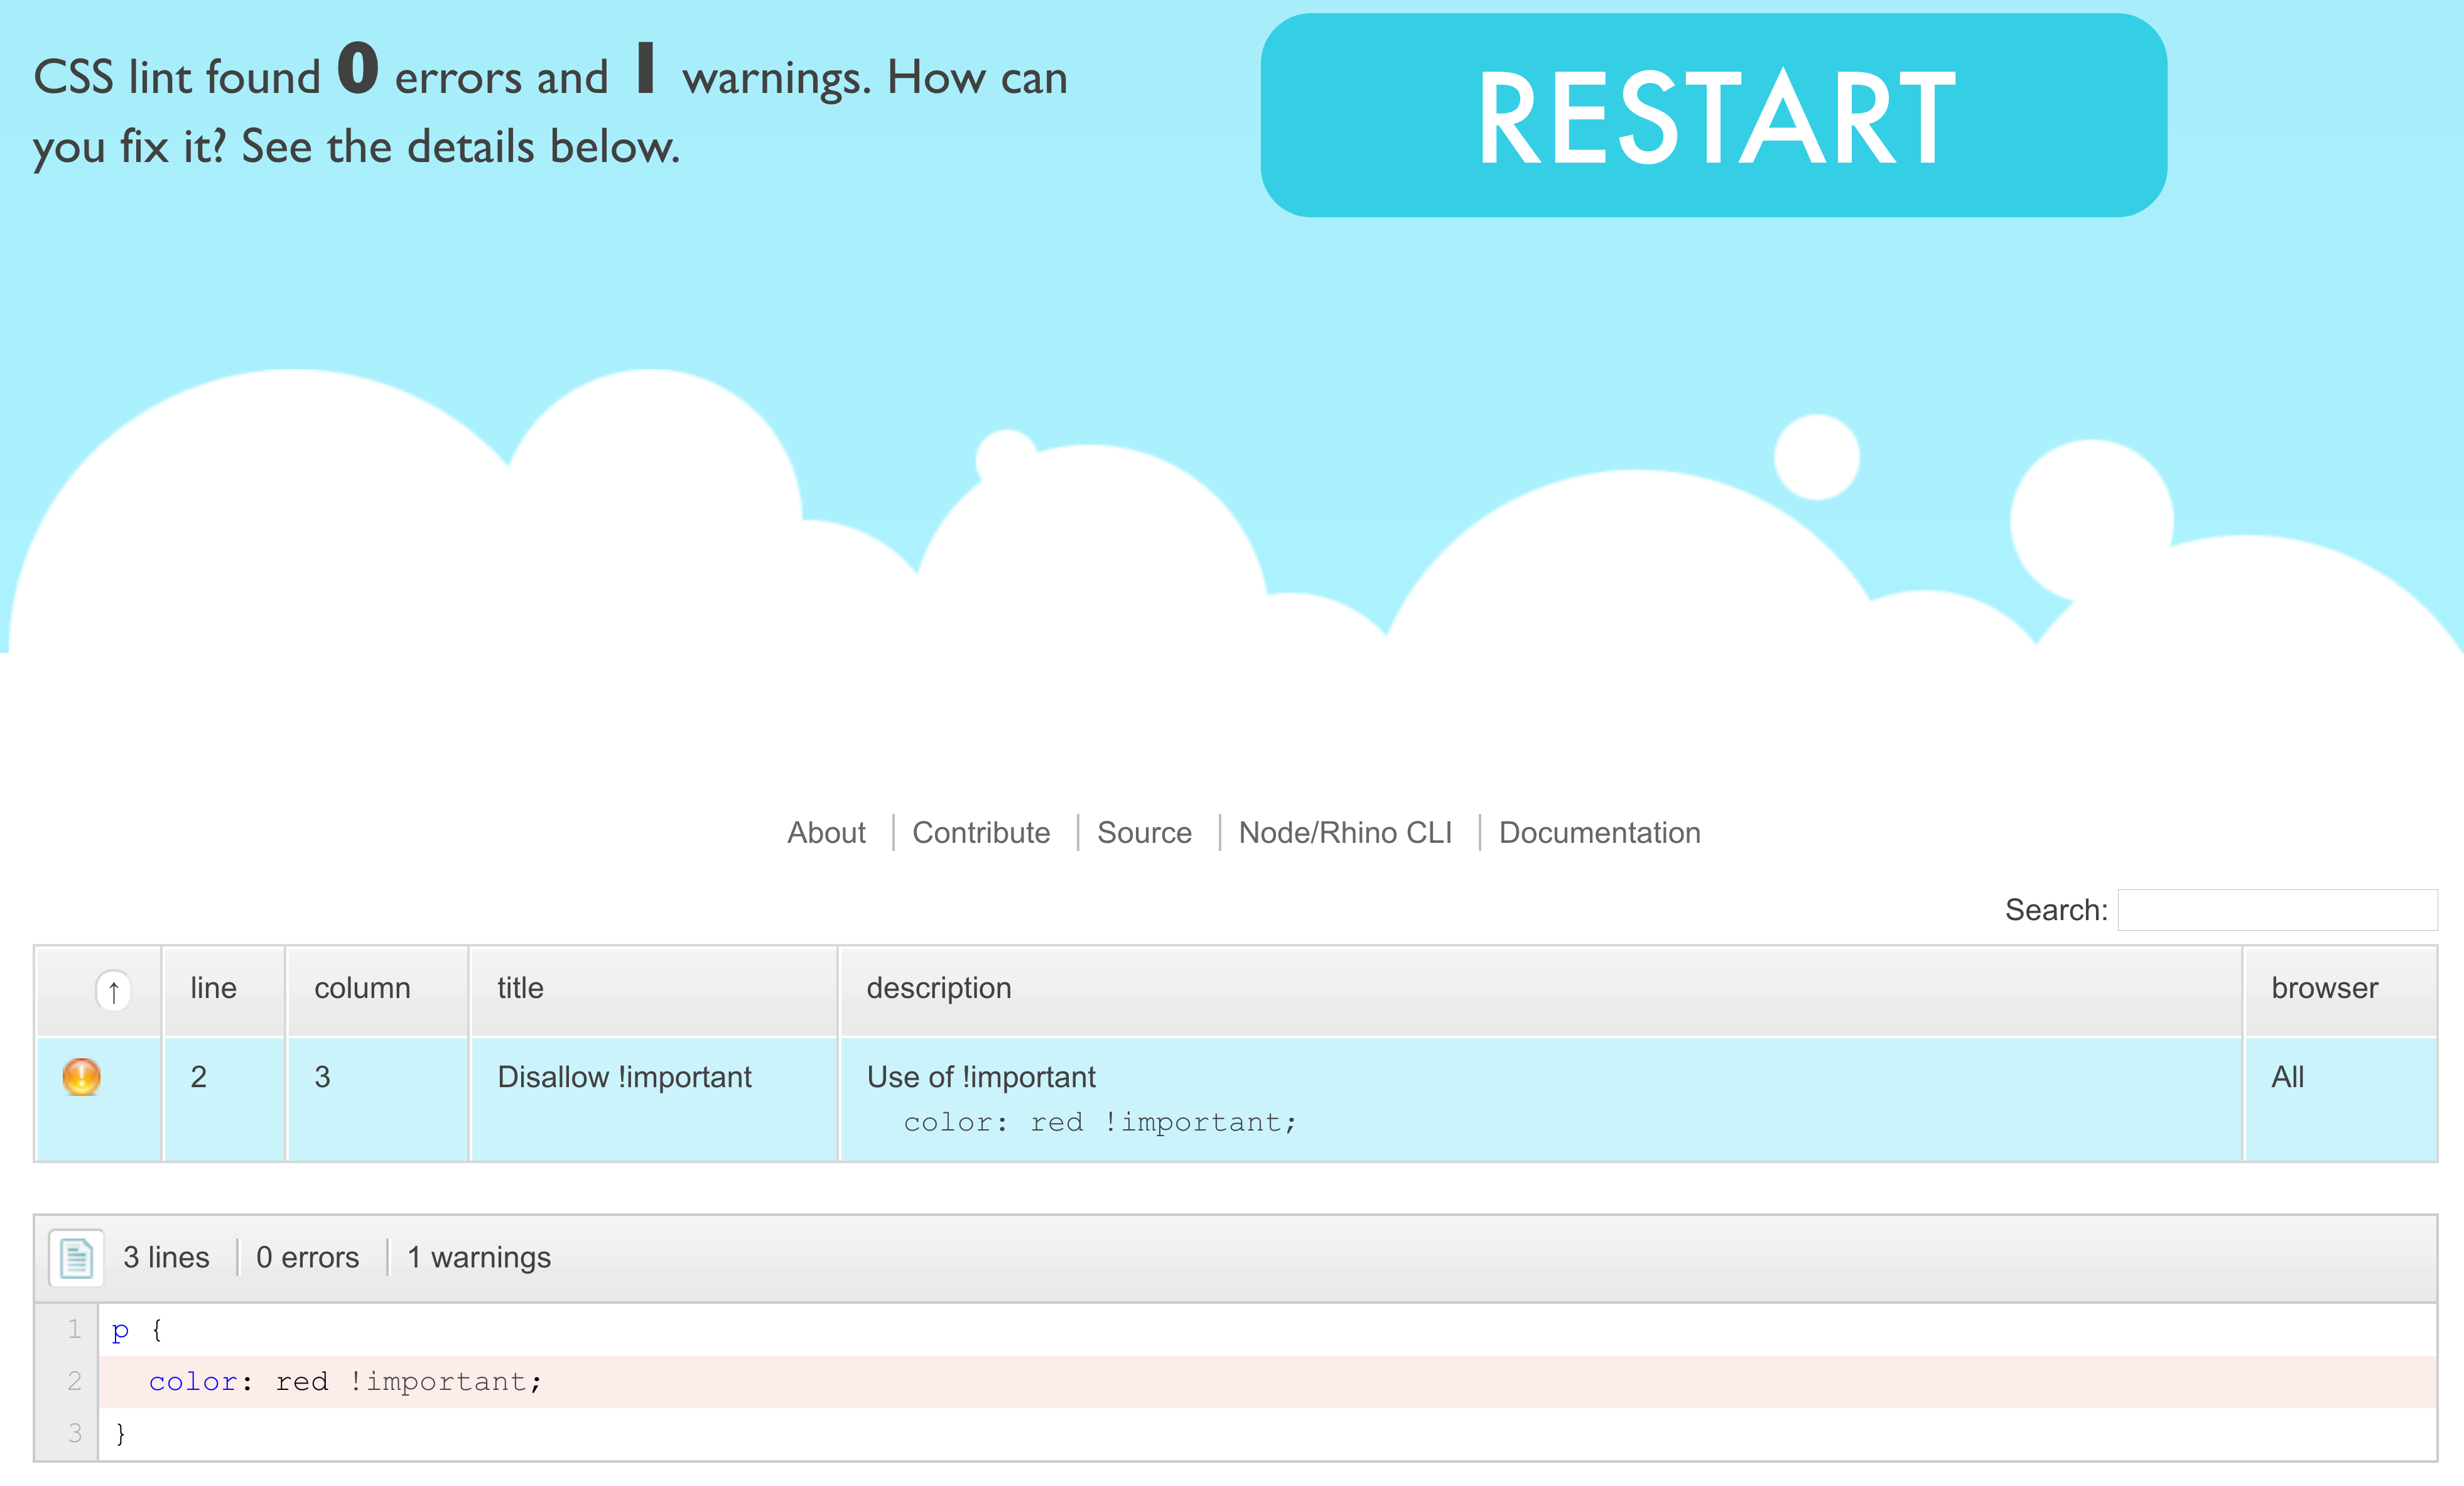 CSS lint found 0 errors and 1 warnings. How can
you fix it? See the details below.
RESTART
About Contribute Source Node/Rhino CLI Documentation
Search:
↑ line column title description browser
2 3 Disallow !important Use of !important All
color: red !important;
3 lines 0 errors 1 warnings
1 p {
2 color: red !important;
3 }